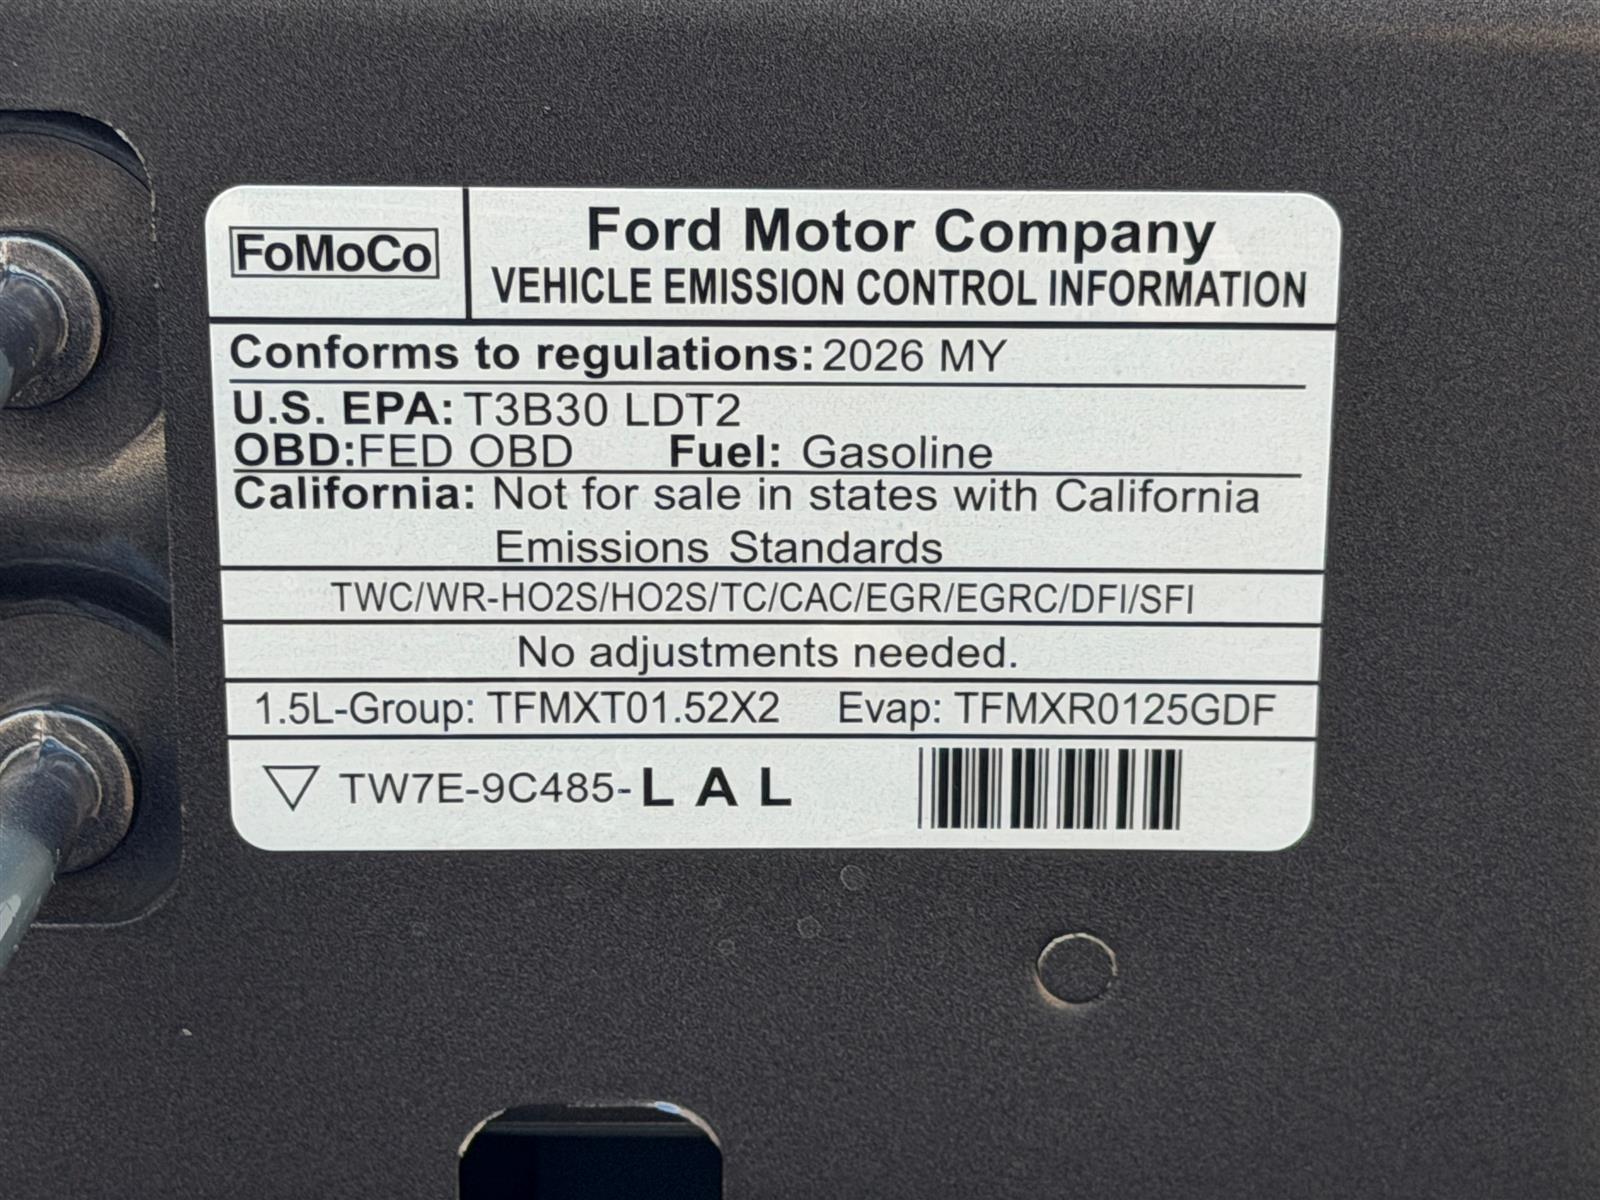 FoMoCo
Ford Motor Company
VEHICLE EMISSION CONTROL INFORMATION
Conforms to regulations: 2026 MY
U.S. EPA: T3B30 LDT2
OBD:FED OBD Fuel: Gasoline
California: Not for sale in states with California
Emissions Standards
TWC/WR-HO2S/HO2S/TC/CAC/EGR/EGRC/DFI/SFI
No adjustments needed.
1.5L-Group: TFMXT01.52X2 Evap: TFMXR0125GDF
TW7E-9C485-L A L